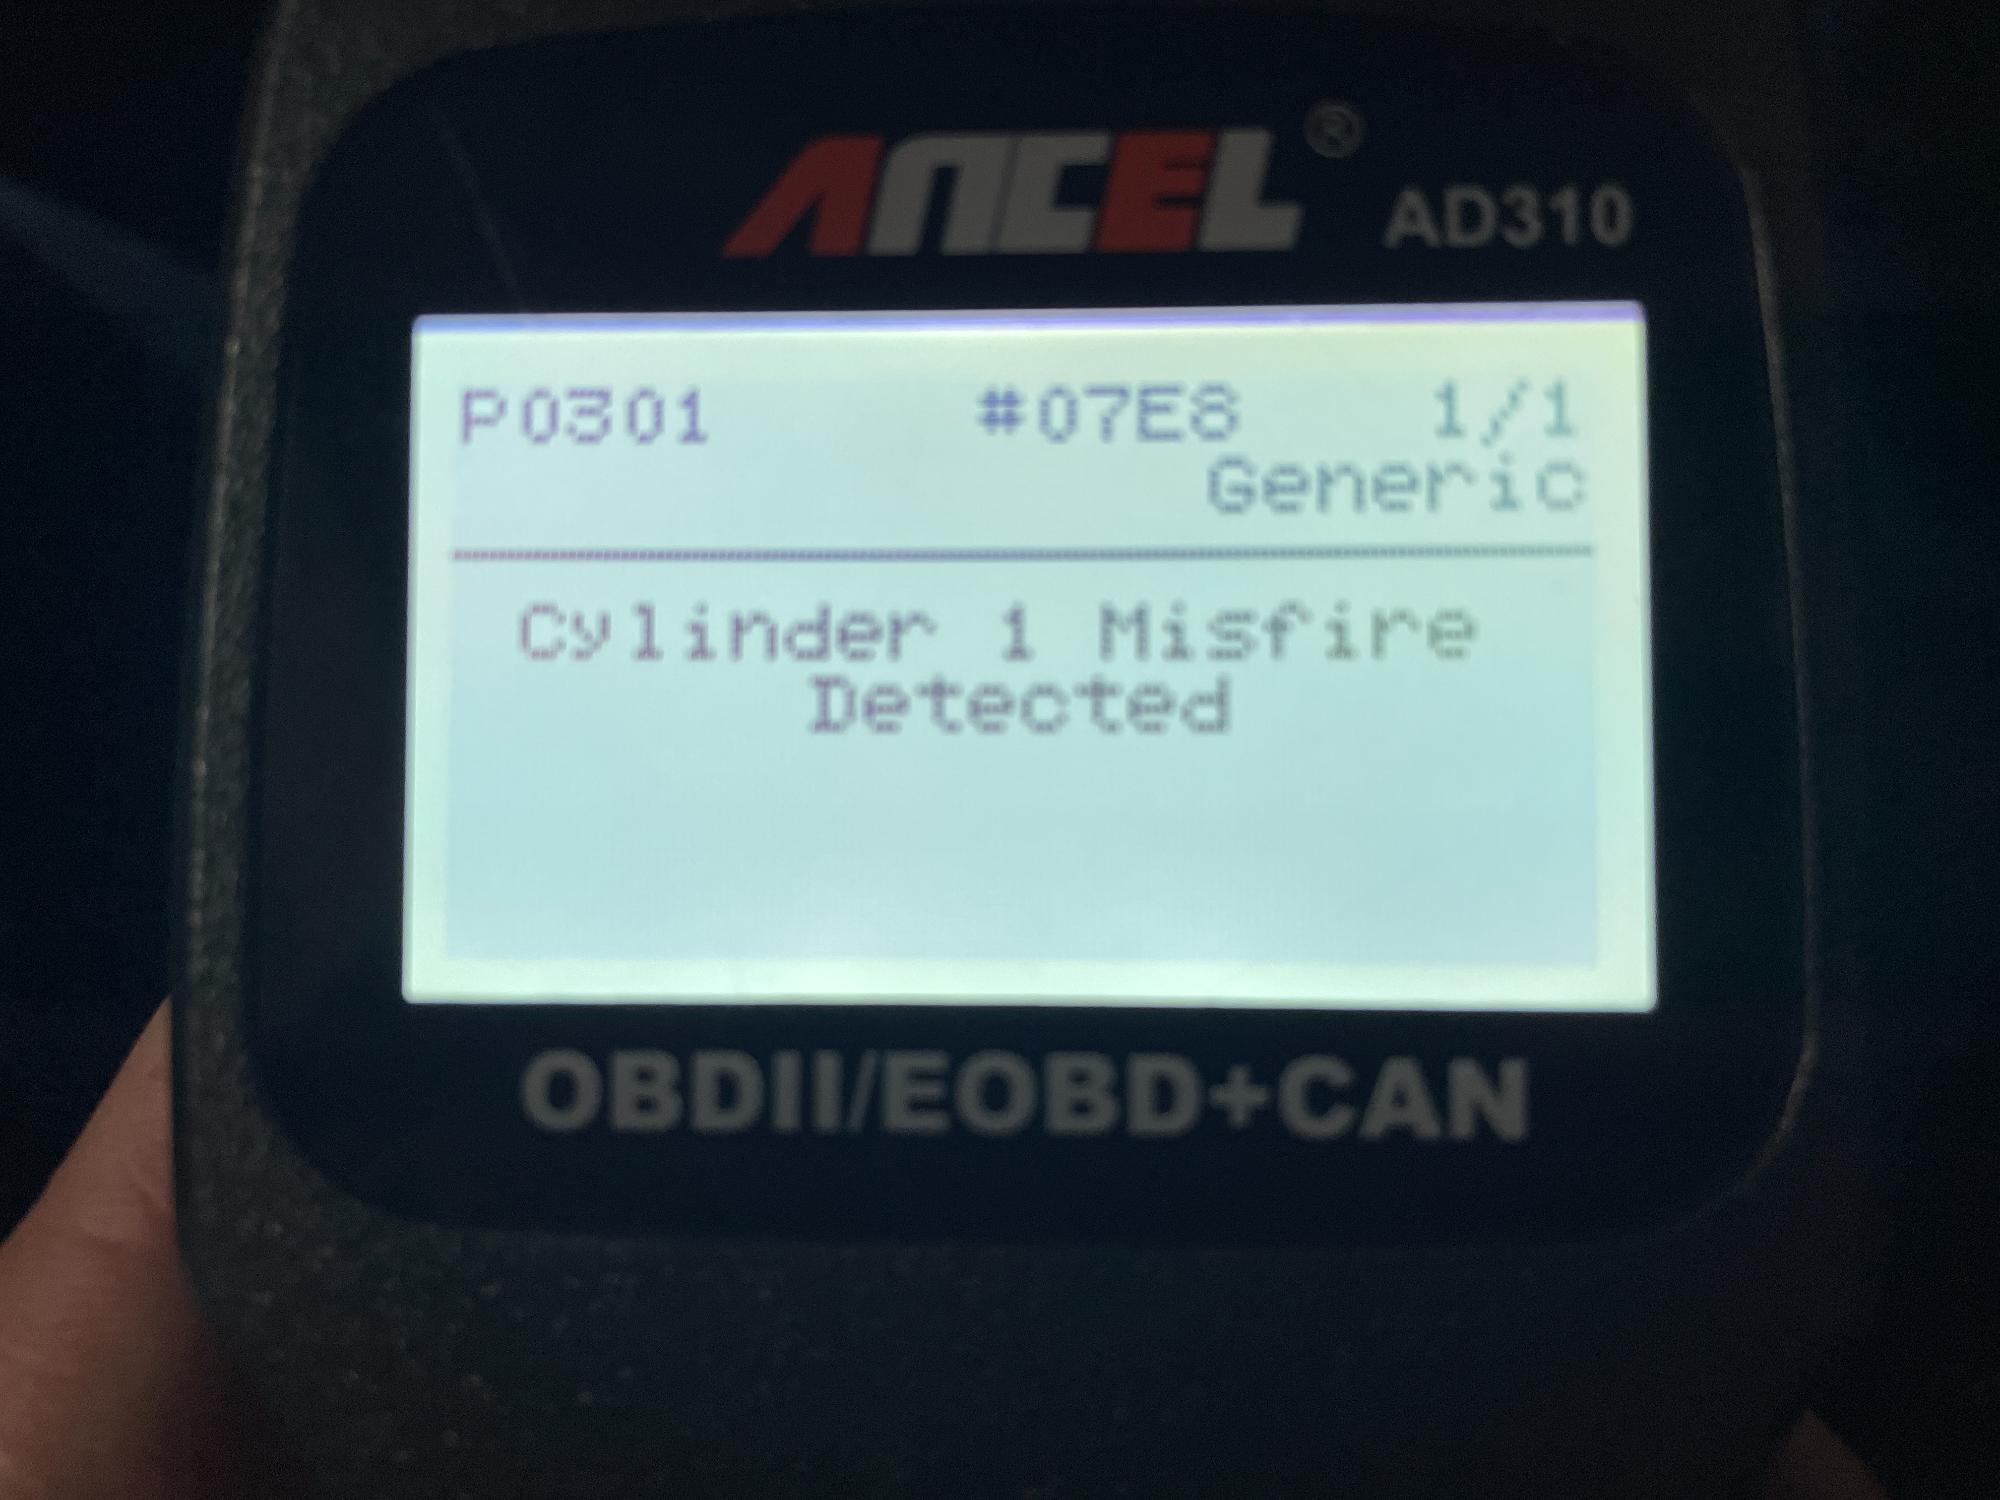 ANCEL® AD310
P0301 #07E8 1/1
Generic
Cylinder 1 Misfire
Detected
OBDII/EOBD+CAN